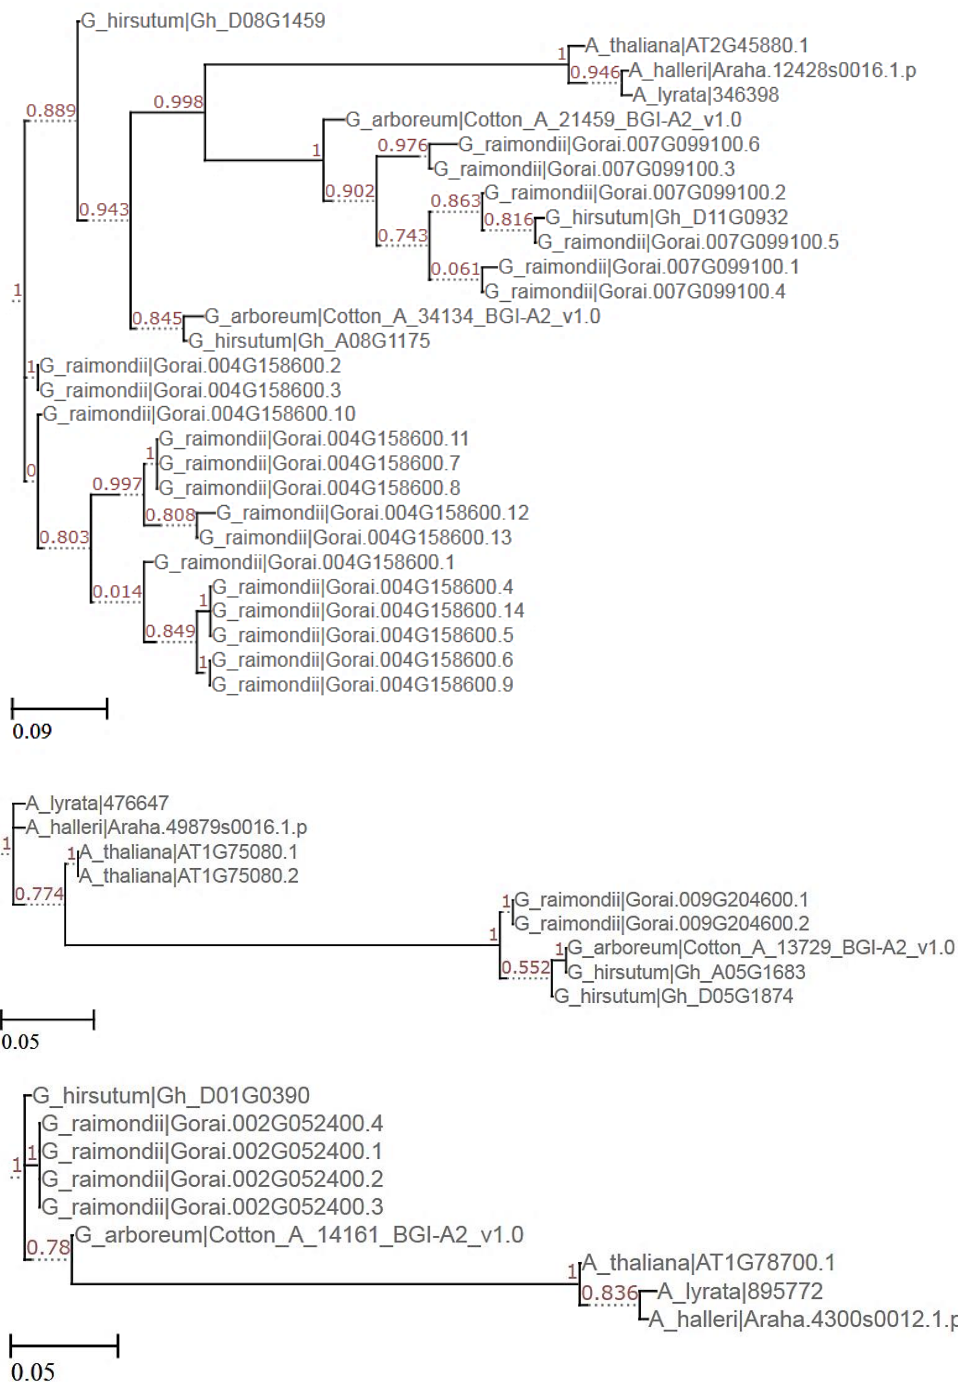 G_hirsutum|Gh_D08G1459
1
A_thaliana|AT2G45880.1
0.946
A_halleri|Araha.12428s0016.1.p
A_lyrata|346398
0.889
0.998
G_arboreum|Cotton_A_21459_BGI-A2_v1.0
1
0.976
G_raimondii|Gorai.007G099100.6
G_raimondii|Gorai.007G099100.3
0.902
0.863
G_raimondii|Gorai.007G099100.2
0.943
0.816
G_hirsutum|Gh_D11G0932
0.743
G_raimondii|Gorai.007G099100.5
0.061
G_raimondii|Gorai.007G099100.1
G_raimondii|Gorai.007G099100.4
1
0.845
G_arboreum|Cotton_A_34134_BGI-A2_v1.0
G_hirsutum|Gh_A08G1175
1
G_raimondii|Gorai.004G158600.2
G_raimondii|Gorai.004G158600.3
G_raimondii|Gorai.004G158600.10
G_raimondii|Gorai.004G158600.11
1
G_raimondii|Gorai.004G158600.7
0
0.997
G_raimondii|Gorai.004G158600.8
0.808
G_raimondii|Gorai.004G158600.12
0.803
G_raimondii|Gorai.004G158600.13
G_raimondii|Gorai.004G158600.1
0.014
G_raimondii|Gorai.004G158600.4
1
G_raimondii|Gorai.004G158600.14
0.849
G_raimondii|Gorai.004G158600.5
1
G_raimondii|Gorai.004G158600.6
G_raimondii|Gorai.004G158600.9
0.09
A_lyrata|476647
A_halleri|Araha.49879s0016.1.p
1
1
A_thaliana|AT1G75080.1
A_thaliana|AT1G75080.2
0.774
1
G_raimondii|Gorai.009G204600.1
G_raimondii|Gorai.009G204600.2
1
1
G_arboreum|Cotton_A_13729_BGI-A2_v1.0
0.552
G_hirsutum|Gh_A05G1683
G_hirsutum|Gh_D05G1874
0.05
G_hirsutum|Gh_D01G0390
G_raimondii|Gorai.002G052400.4
1
1
G_raimondii|Gorai.002G052400.1
G_raimondii|Gorai.002G052400.2
G_raimondii|Gorai.002G052400.3
0.78
G_arboreum|Cotton_A_14161_BGI-A2_v1.0
1
A_thaliana|AT1G78700.1
0.836
A_lyrata|895772
A_halleri|Araha.4300s0012.1.p
0.05